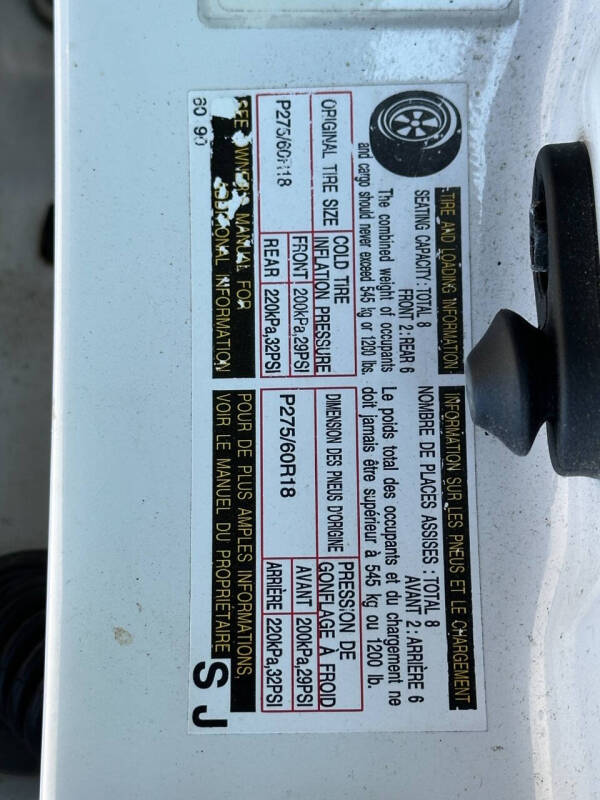 TIRE AND LOADING INFORMATION
SEATING CAPACITY : TOTAL 8
FRONT 2 : REAR 6
The combined weight of occupants
and cargo should never exceed 545 kg or 1200 lbs.
ORIGINAL TIRE SIZE
COLD TIRE
INFLATION PRESSURE
P275/60R18
FRONT 200kPa,29PSI
REAR 220kPa,32PSI
SEE OWNER'S MANUAL FOR
ADDITIONAL INFORMATION
60 90
INFORMATION SUR LES PNEUS ET LE CHARGEMENT
NOMBRE DE PLACES ASSISES : TOTAL 8
AVANT 2 : ARRIÈRE 6
Le poids total des occupants et du chargement ne
doit jamais être supérieur à 545 kg ou 1200 lb.
DIMENSION DES PNEUS D'ORIGINE
PRESSION DE
GONFLAGE À FROID
P275/60R18
AVANT 200kPa,29PSI
ARRIÈRE 220kPa,32PSI
POUR DE PLUS AMPLES INFORMATIONS,
VOIR LE MANUEL DU PROPRIÉTAIRE
S J